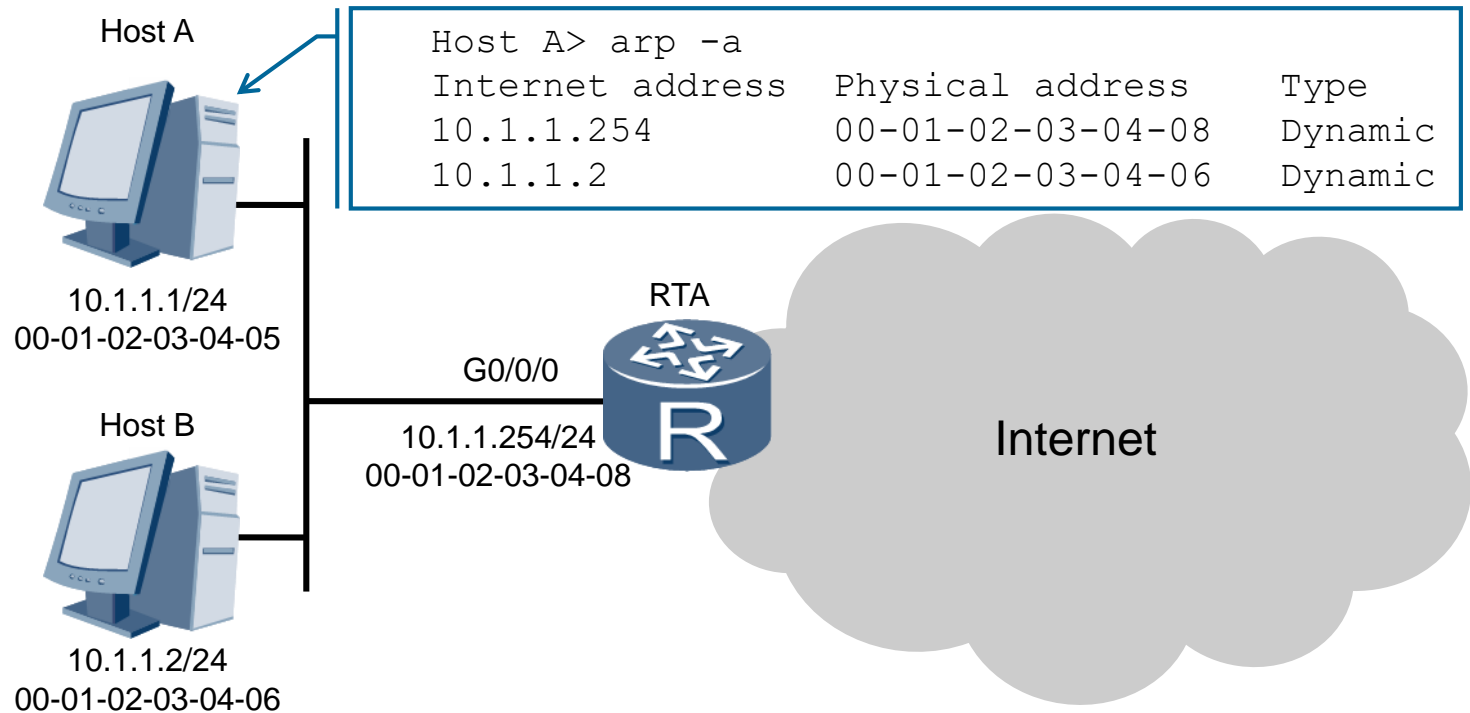 Host A
Host A> arp -a
Internet address Physical address Type
10.1.1.254 00-01-02-03-04-08 Dynamic
10.1.1.2 00-01-02-03-04-06 Dynamic
10.1.1.1/24
00-01-02-03-04-05
RTA
G0/0/0
10.1.1.254/24
00-01-02-03-04-08
R
Internet
Host B
10.1.1.2/24
00-01-02-03-04-06